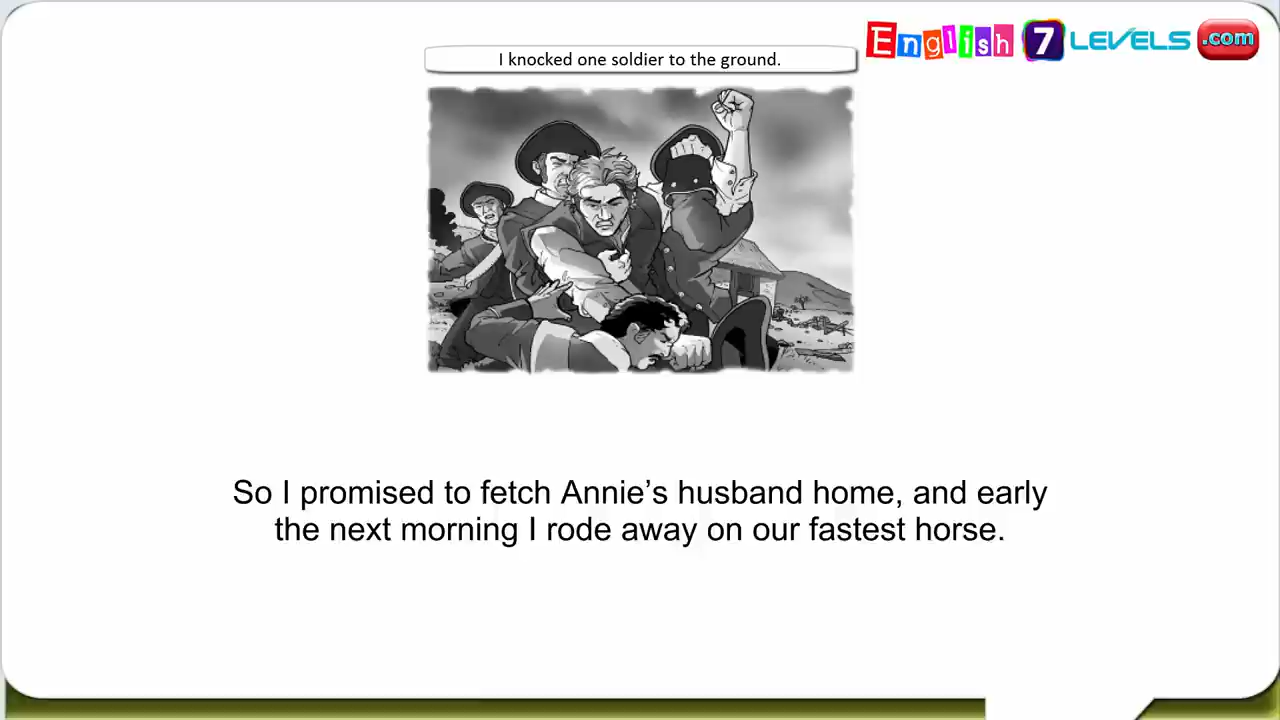 English 7 LEVELS .com
I knocked one soldier to the ground.
So I promised to fetch Annie's husband home, and early
the next morning I rode away on our fastest horse.